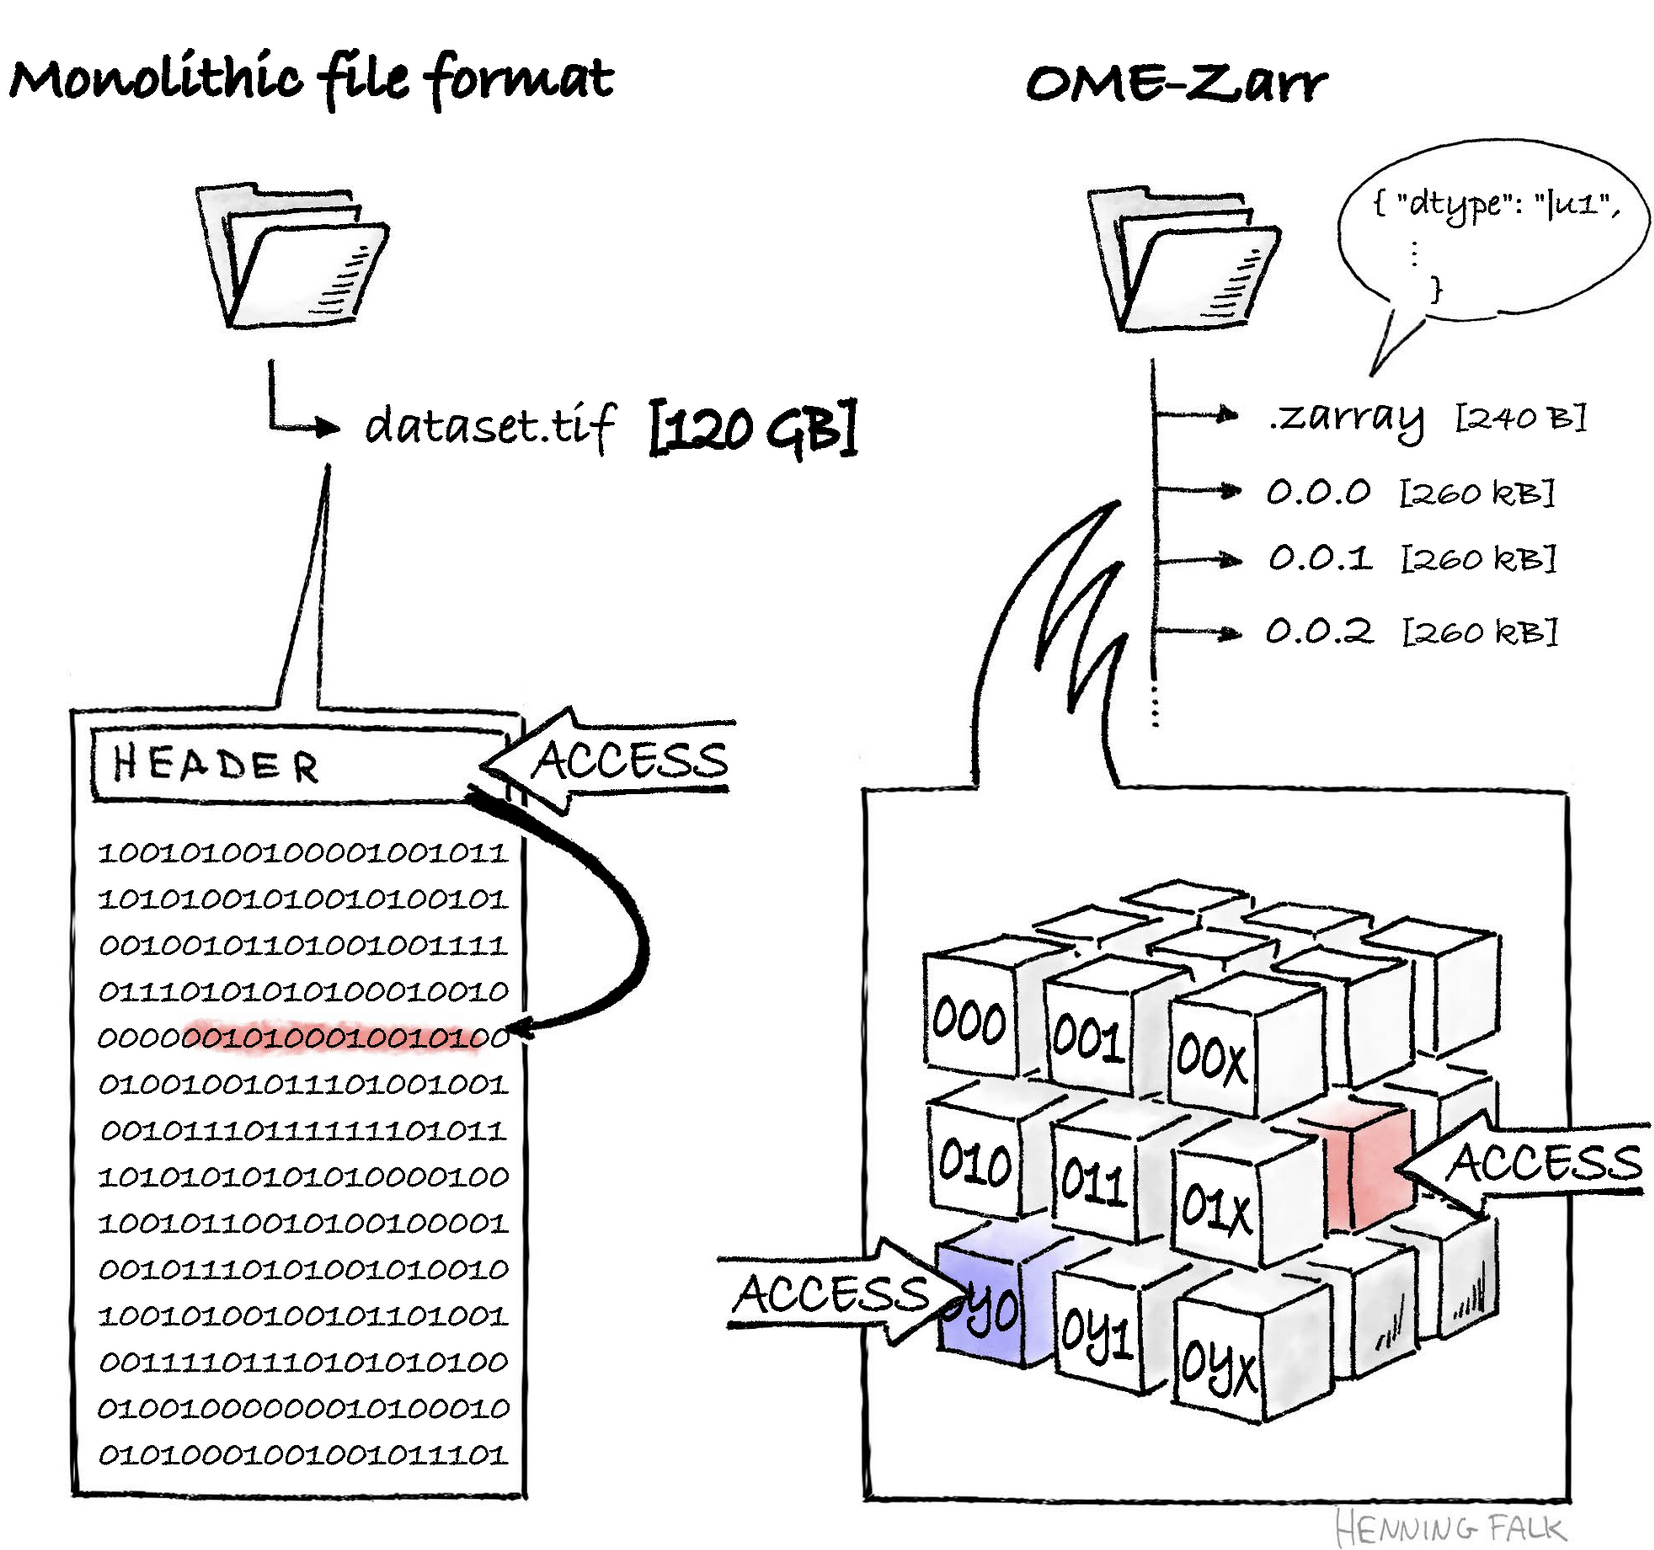 Monolithic file format
dataset.tif [120 GB]
HEADER
ACCESS
10010100100001001011
10101001010010100101
00100101101001001111
01110101010100010010
00000010100010010100
01001001011101001001
00101110111111101011
10101010101010000100
10010110010100100001
00101110101001010010
10010100100101101001
00111101110101010100
01001000000010100010
01010001001001011101
OME-Zarr
{ "dtype": "|u1",
⋮
}
.zarray [240 B]
0.0.0 [260 kB]
0.0.1 [260 kB]
0.0.2 [260 kB]
000 001 00x
010 011 01x
ACCESS
ACCESS
0y0 0y1 0yx
HENNING FALK